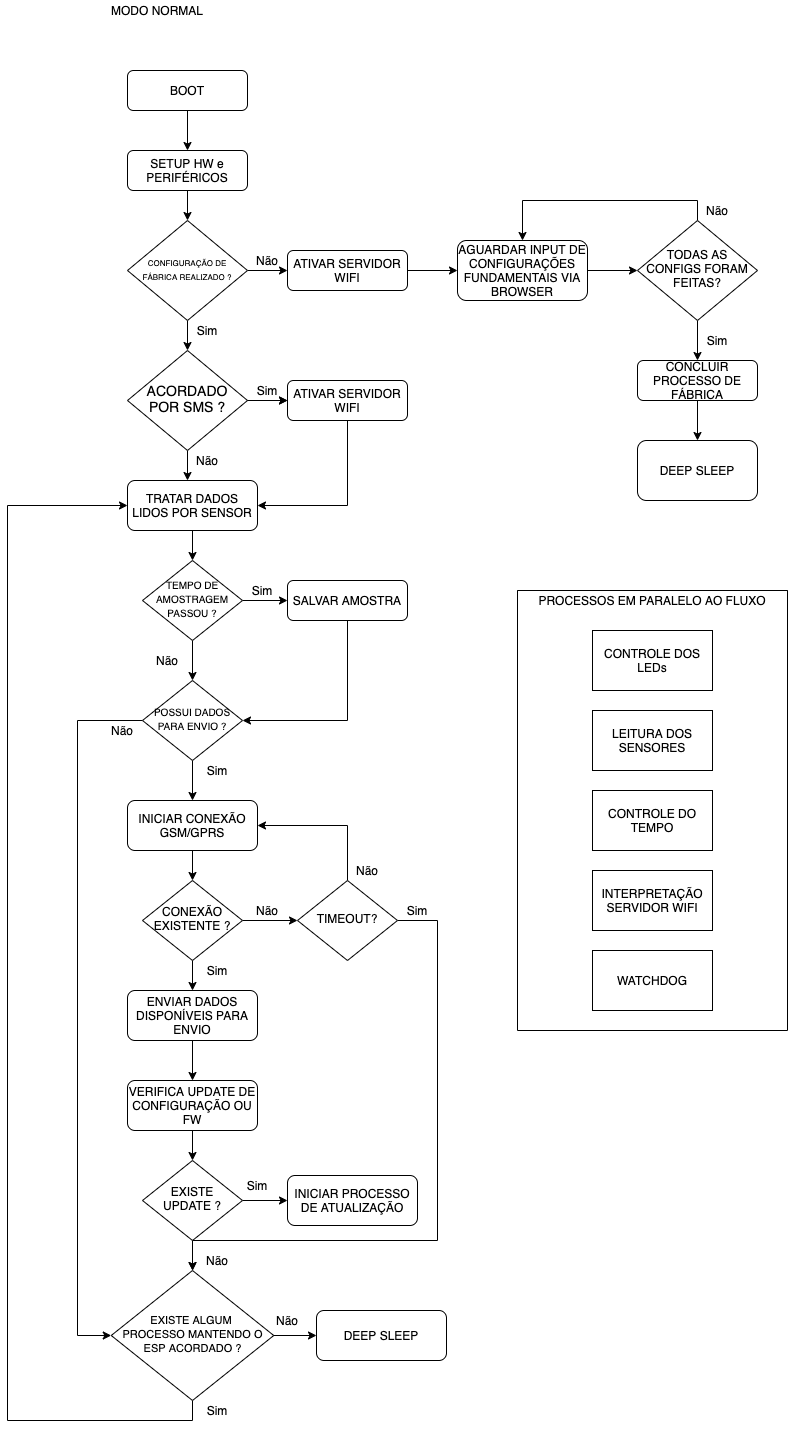 MODO NORMAL
BOOT
SETUP HW e
PERIFÉRICOS
CONFIGURAÇÃO DE
FÁBRICA REALIZADO ?
Não
ATIVAR SERVIDOR
WIFI
AGUARDAR INPUT DE
CONFIGURAÇÕES
FUNDAMENTAIS VIA
BROWSER
Não
TODAS AS
CONFIGS FORAM
FEITAS?
Sim
CONCLUIR
PROCESSO DE
FÁBRICA
DEEP SLEEP
Sim
ACORDADO
POR SMS ?
Sim
ATIVAR SERVIDOR
WIFI
Não
TRATAR DADOS
LIDOS POR SENSOR
TEMPO DE
AMOSTRAGEM
PASSOU ?
Sim
SALVAR AMOSTRA
Não
POSSUI DADOS
PARA ENVIO ?
Não
Sim
INICIAR CONEXÃO
GSM/GPRS
CONEXÃO
EXISTENTE ?
Não
TIMEOUT?
Não
Sim
Sim
ENVIAR DADOS
DISPONÍVEIS PARA
ENVIO
VERIFICA UPDATE DE
CONFIGURAÇÃO OU
FW
EXISTE
UPDATE ?
Sim
INICIAR PROCESSO
DE ATUALIZAÇÃO
Não
EXISTE ALGUM
PROCESSO MANTENDO O
ESP ACORDADO ?
Não
DEEP SLEEP
Sim
PROCESSOS EM PARALELO AO FLUXO
CONTROLE DOS
LEDs
LEITURA DOS
SENSORES
CONTROLE DO
TEMPO
INTERPRETAÇÃO
SERVIDOR WIFI
WATCHDOG